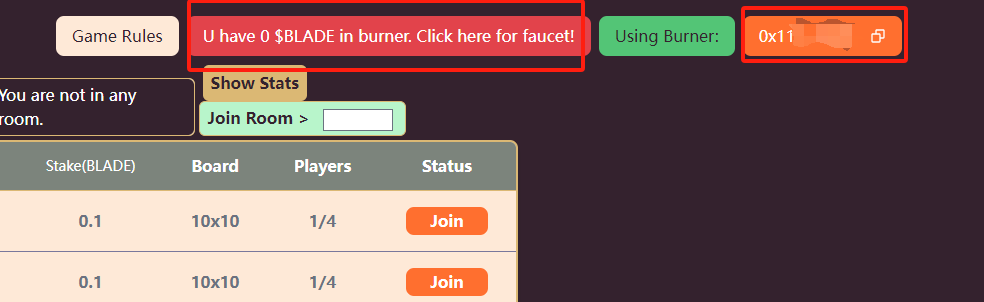 Game Rules
U have 0 $BLADE in burner. Click here for faucet!
Using Burner:
0x11
You are not in any
room.
Show Stats
Join Room >
Stake(BLADE) Board Players Status
0.1 10x10 1/4 Join
0.1 10x10 1/4 Join